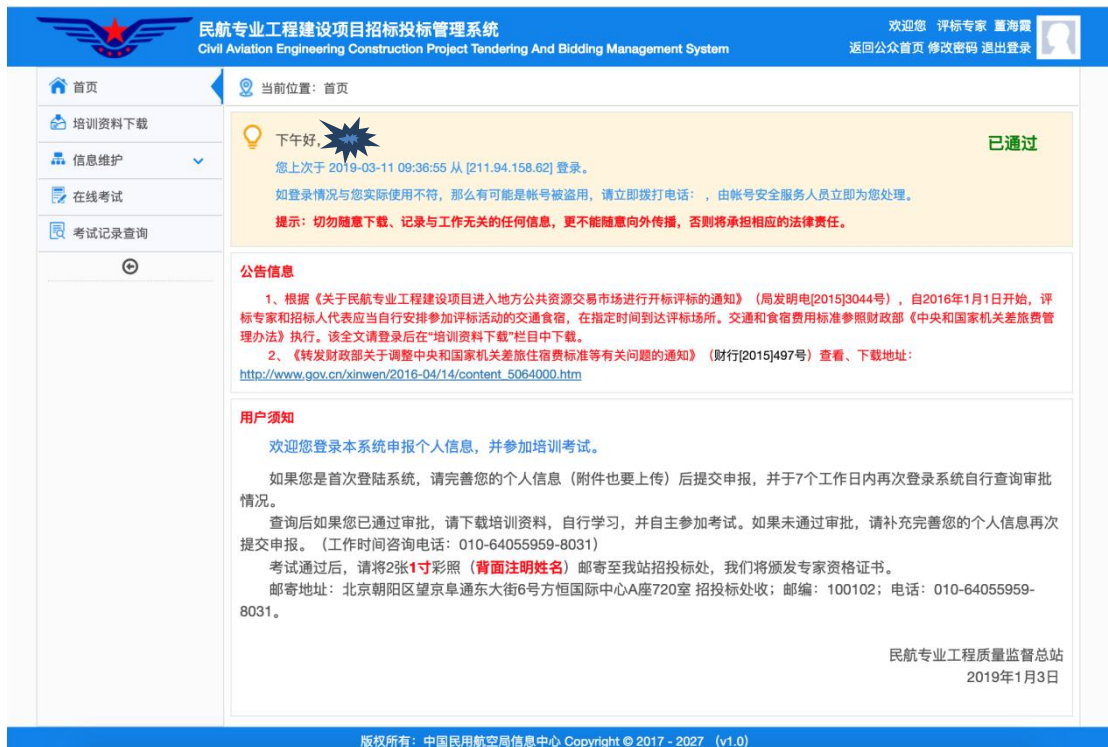 民航专业工程建设项目招标投标管理系统
Civil Aviation Engineering Construction Project Tendering And Bidding Management System
欢迎您 评标专家 董海霞
返回公众首页 修改密码 退出登录
首页
培训资料下载
信息维护
在线考试
考试记录查询
当前位置：首页
下午好，
已通过
您上次于 2019-03-11 09:36:55 从 [211.94.158.62] 登录。
如登录情况与您实际使用不符，那么有可能是帐号被盗用，请立即拨打电话： ，由帐号安全服务人员立即为您处理。
提示：切勿随意下载、记录与工作无关的任何信息，更不能随意向外传播，否则将承担相应的法律责任。
公告信息
1、根据《关于民航专业工程建设项目进入地方公共资源交易市场进行开标评标的通知》（局发明电[2015]3044号），自2016年1月1日开始，评
标专家和招标人代表应当自行安排参加评标活动的交通食宿，在指定时间到达评标场所。交通和食宿费用标准参照财政部《中央和国家机关差旅费管
理办法》执行。该全文请登录后在“培训资料下载”栏目中下载。
2、《转发财政部关于调整中央和国家机关差旅住宿费标准等有关问题的通知》（财行[2015]497号）查看、下载地址：
http://www.gov.cn/xinwen/2016-04/14/content_5064000.htm
用户须知
欢迎您登录本系统申报个人信息，并参加培训考试。
如果您是首次登陆系统，请完善您的个人信息（附件也要上传）后提交申报，并于7个工作日内再次登录系统自行查询审批
情况。
查询后如果您已通过审批，请下载培训资料，自行学习，并自主参加考试。如果未通过审批，请补充完善您的个人信息再次
提交申报。（工作时间咨询电话：010-64055959-8031）
考试通过后，请将2张1寸彩照（背面注明姓名）邮寄至我站招投标处，我们将颁发专家资格证书。
邮寄地址：北京朝阳区望京阜通东大街6号方恒国际中心A座720室 招投标处收；邮编：100102；电话：010-64055959-
8031。
民航专业工程质量监督总站
2019年1月3日
版权所有：中国民用航空局信息中心 Copyright © 2017 - 2027 （v1.0）